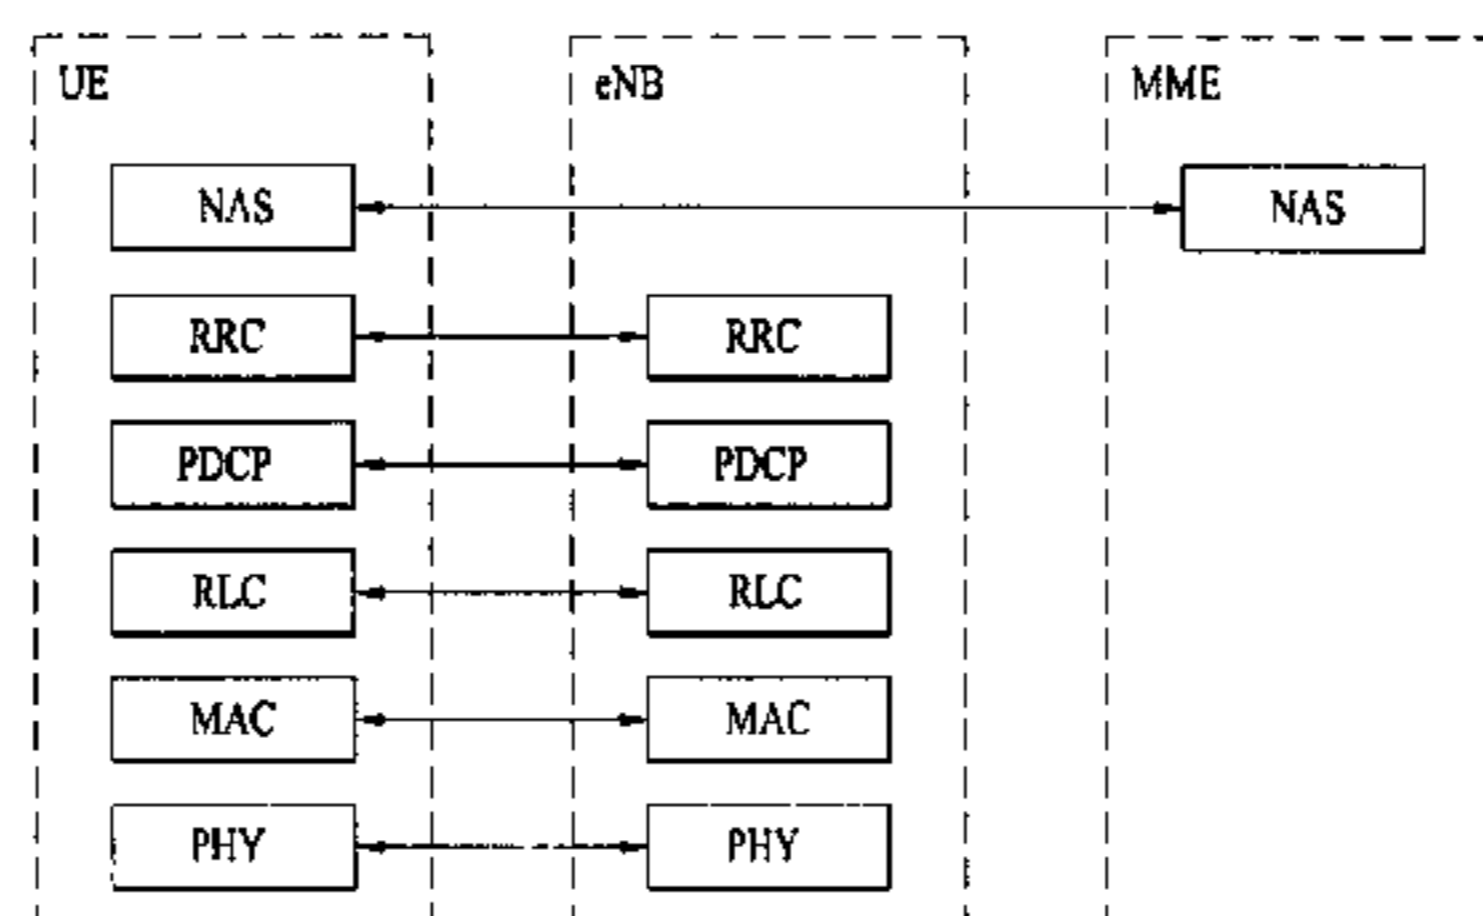 UE eNB MME
NAS NAS
RRC RRC
PDCP PDCP
RLC RLC
MAC MAC
PHY PHY